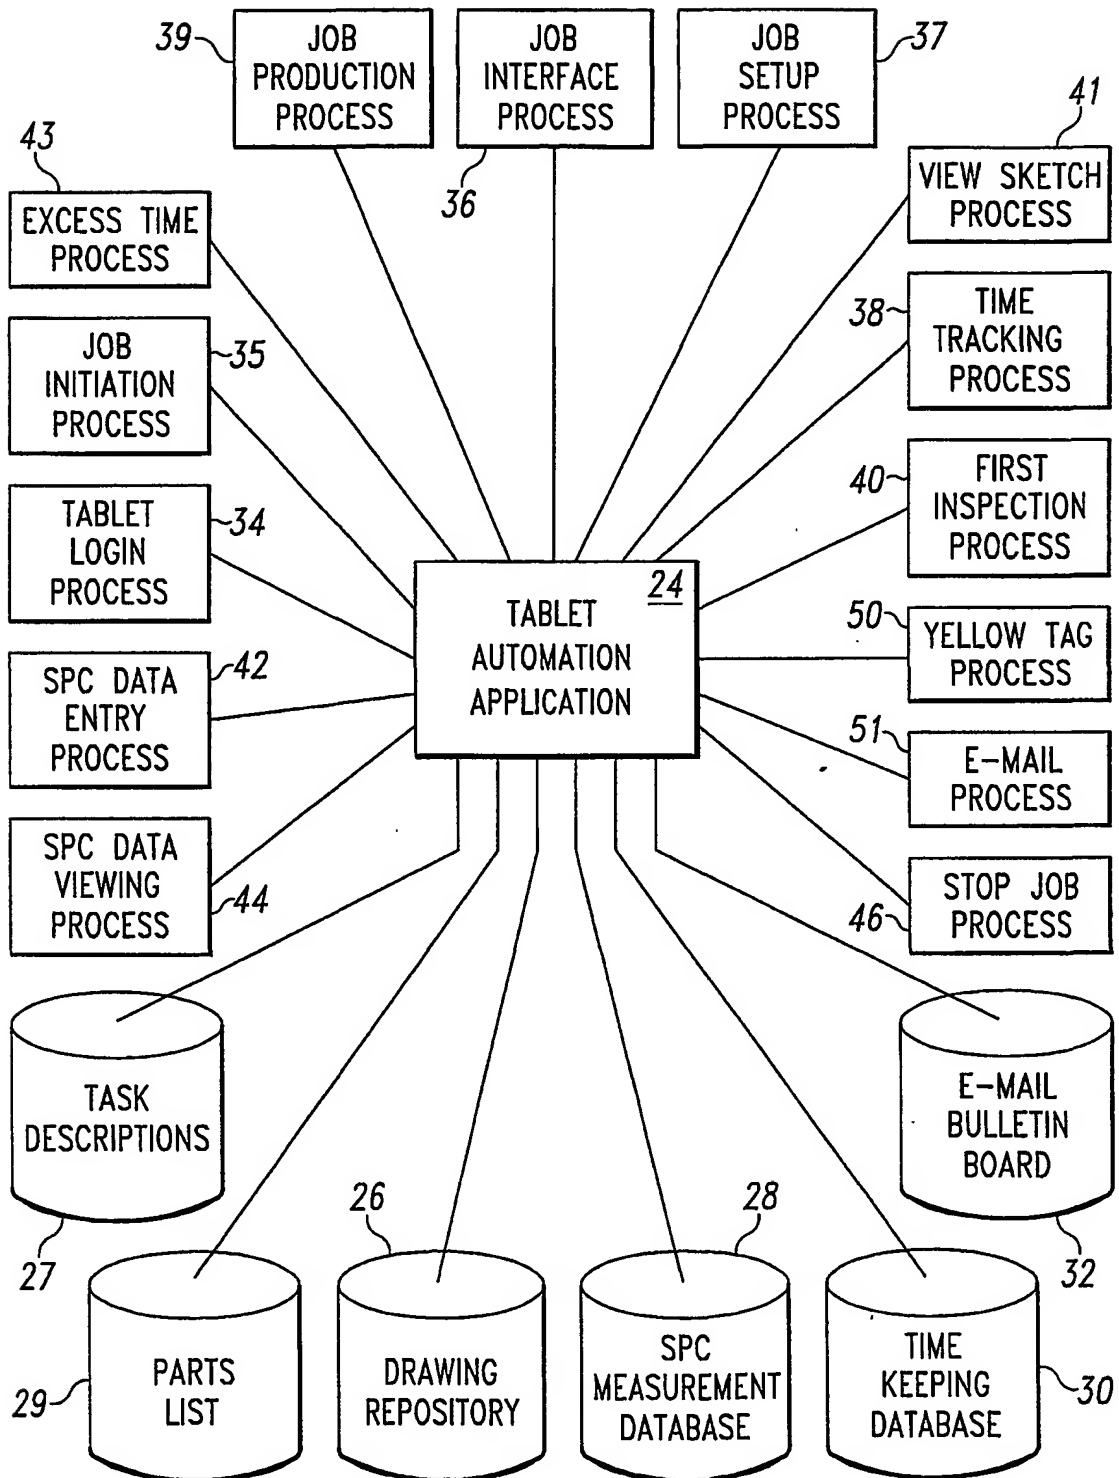 39
JOB
PRODUCTION
PROCESS
JOB
INTERFACE
PROCESS
36
JOB
SETUP
PROCESS
37
41
VIEW SKETCH
PROCESS
43
EXCESS TIME
PROCESS
38
TIME
TRACKING
PROCESS
JOB
INITIATION
PROCESS
35
40
FIRST
INSPECTION
PROCESS
TABLET
LOGIN
PROCESS
34
24
TABLET
AUTOMATION
APPLICATION
50
YELLOW TAG
PROCESS
SPC DATA
ENTRY
PROCESS
42
51
E-MAIL
PROCESS
SPC DATA
VIEWING
PROCESS
44
46
STOP JOB
PROCESS
TASK
DESCRIPTIONS
27
E-MAIL
BULLETIN
BOARD
32
29
PARTS
LIST
26
DRAWING
REPOSITORY
28
SPC
MEASUREMENT
DATABASE
TIME
KEEPING
DATABASE
30